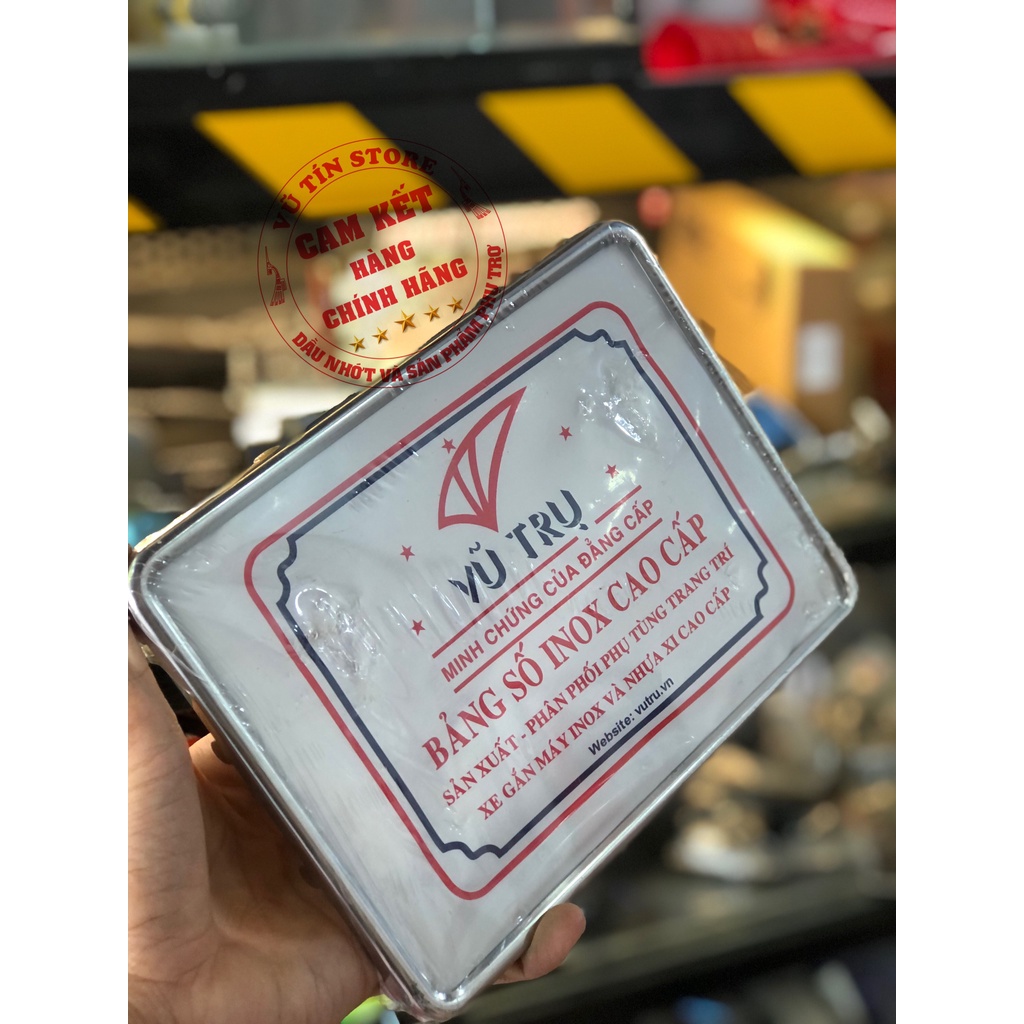 VŨ TÍN STORE
CAM KẾT
HÀNG
CHÍNH HÃNG
DẦU NHỚT VÀ SẢN PHẨM PHỤ TRỢ
VŨ TRỤ
MINH CHỨNG CỦA ĐẲNG CẤP
BẢNG SỐ INOX CAO CẤP
SẢN XUẤT - PHÂN PHỐI PHỤ TÙNG TRANG TRÍ
XE GẮN MÁY INOX VÀ NHỰA XI CAO CẤP
Website: vutru.vn